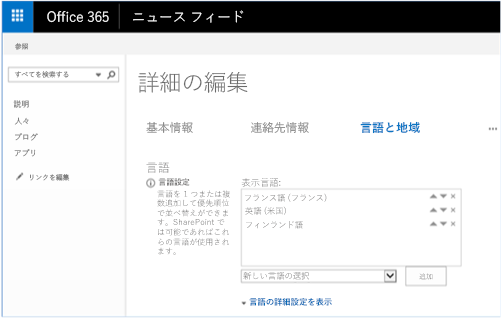 Office 365 ニュース フィード
参照
すべてを検索する
説明
人々
ブログ
アプリ
リンクを編集
詳細の編集
基本情報 連絡先情報 言語と地域 ...
言語
言語設定
言語を 1 つまたは複
数追加して優先順位
で並べ替えができま
す。SharePoint で
は可能であればこれ
らの言語が使用されま
す。
表示言語:
フランス語 (フランス)
英語 (米国)
フィンランド語
新しい言語の選択
追加
言語の詳細設定を表示